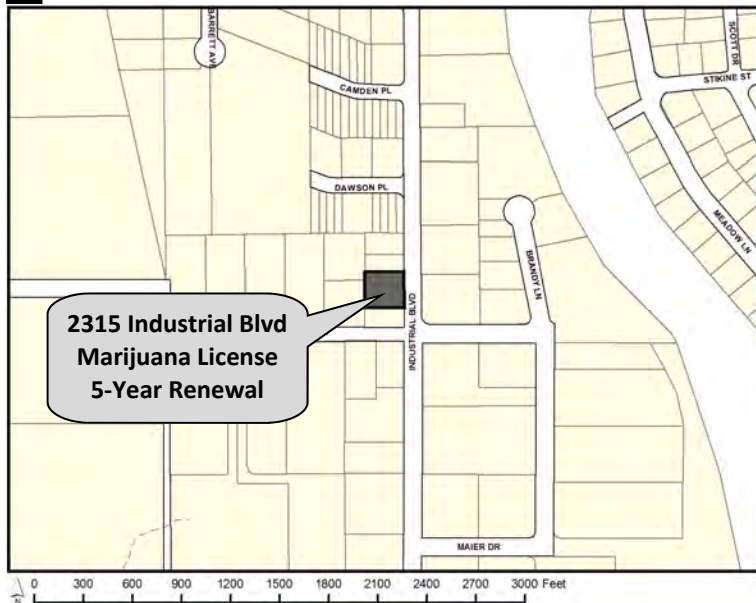 BARRETT AVE
SCOTT DR
STIKINE ST
CAMDEN PL
DAWSON PL
MEADOW LN
BRANDY LN
INDUSTRIAL BLVD
2315 Industrial Blvd
Marijuana License
5-Year Renewal
MAIER DR
0 300 600 900 1200 1500 1800 2100 2400 2700 3000 Feet